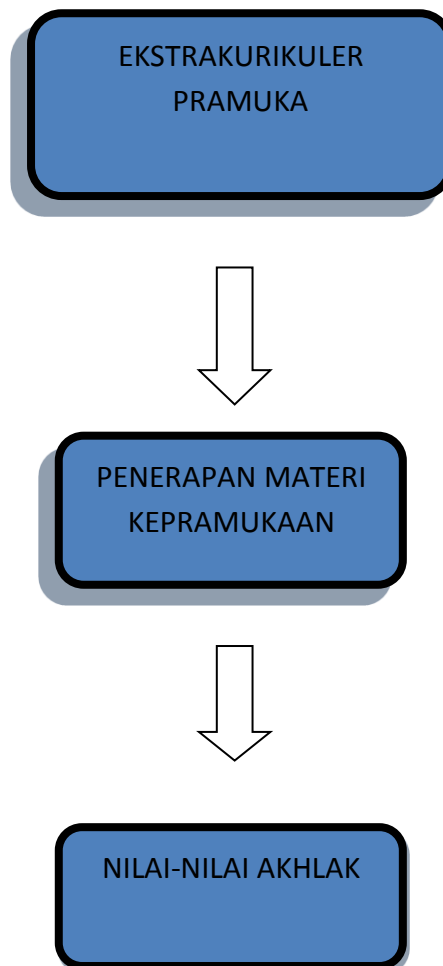 EKSTRAKURIKULER
PRAMUKA
PENERAPAN MATERI
KEPRAMUKAAN
NILAI-NILAI AKHLAK